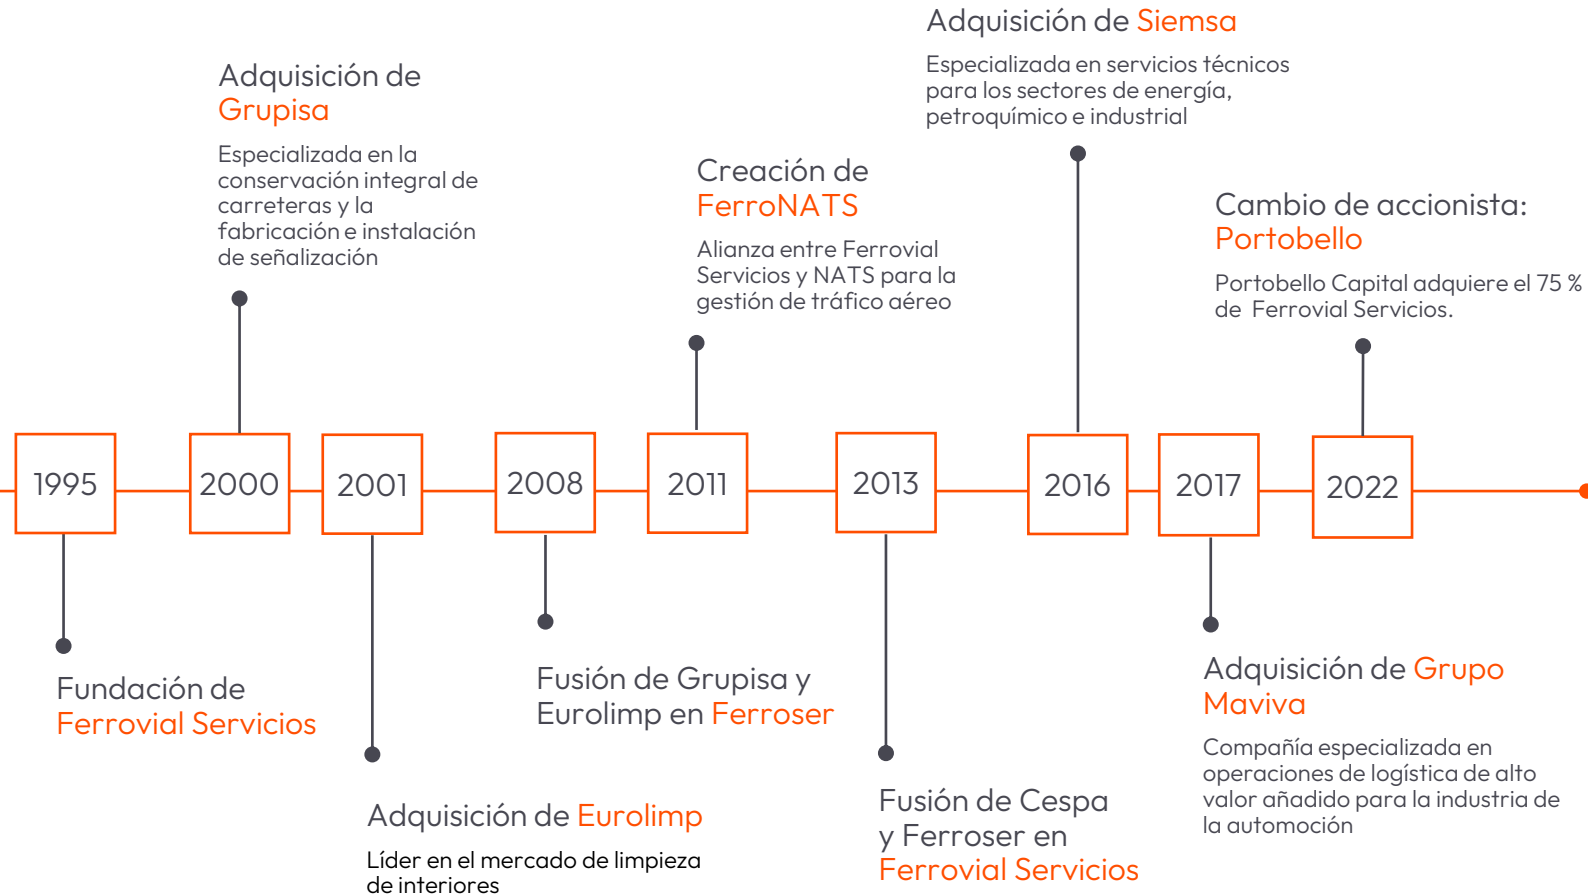 Adquisición de
Grupisa
Especializada en la
conservación integral de
carreteras y la
fabricación e instalación
de señalización
Creación de
FerroNATS
Alianza entre Ferrovial
Servicios y NATS para la
gestión de tráfico aéreo
Adquisición de Siemsa
Especializada en servicios técnicos
para los sectores de energía,
petroquímico e industrial
Cambio de accionista:
Portobello
Portobello Capital adquiere el 75 %
de Ferrovial Servicios.
1995
2000
2001
2008
2011
2013
2016
2017
2022
Fundación de
Ferrovial Servicios
Adquisición de Eurolimp
Líder en el mercado de limpieza
de interiores
Fusión de Grupisa y
Eurolimp en Ferroser
Fusión de Cespa
y Ferroser en
Ferrovial Servicios
Adquisición de Grupo
Maviva
Compañía especializada en
operaciones de logística de alto
valor añadido para la industria de
la automoción